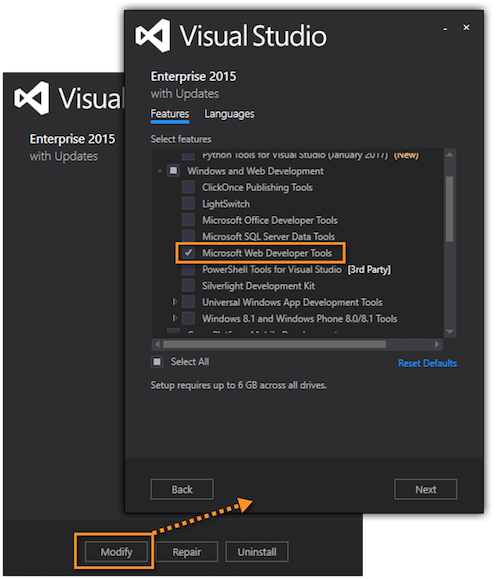 Visual Studio
Enterprise 2015
with Updates
Features Languages
Select features
Python Tools for Visual Studio (January 2017) (New)
Windows and Web Development
ClickOnce Publishing Tools
LightSwitch
Microsoft Office Developer Tools
Microsoft SQL Server Data Tools
Microsoft Web Developer Tools
PowerShell Tools for Visual Studio [3rd Party]
Silverlight Development Kit
Universal Windows App Development Tools
Windows 8.1 and Windows Phone 8.0/8.1 Tools
Select All
Reset Defaults
Setup requires up to 6 GB across all drives.
Back Next
Visu
Enterprise 2015
with Updates
Modify Repair Uninstall